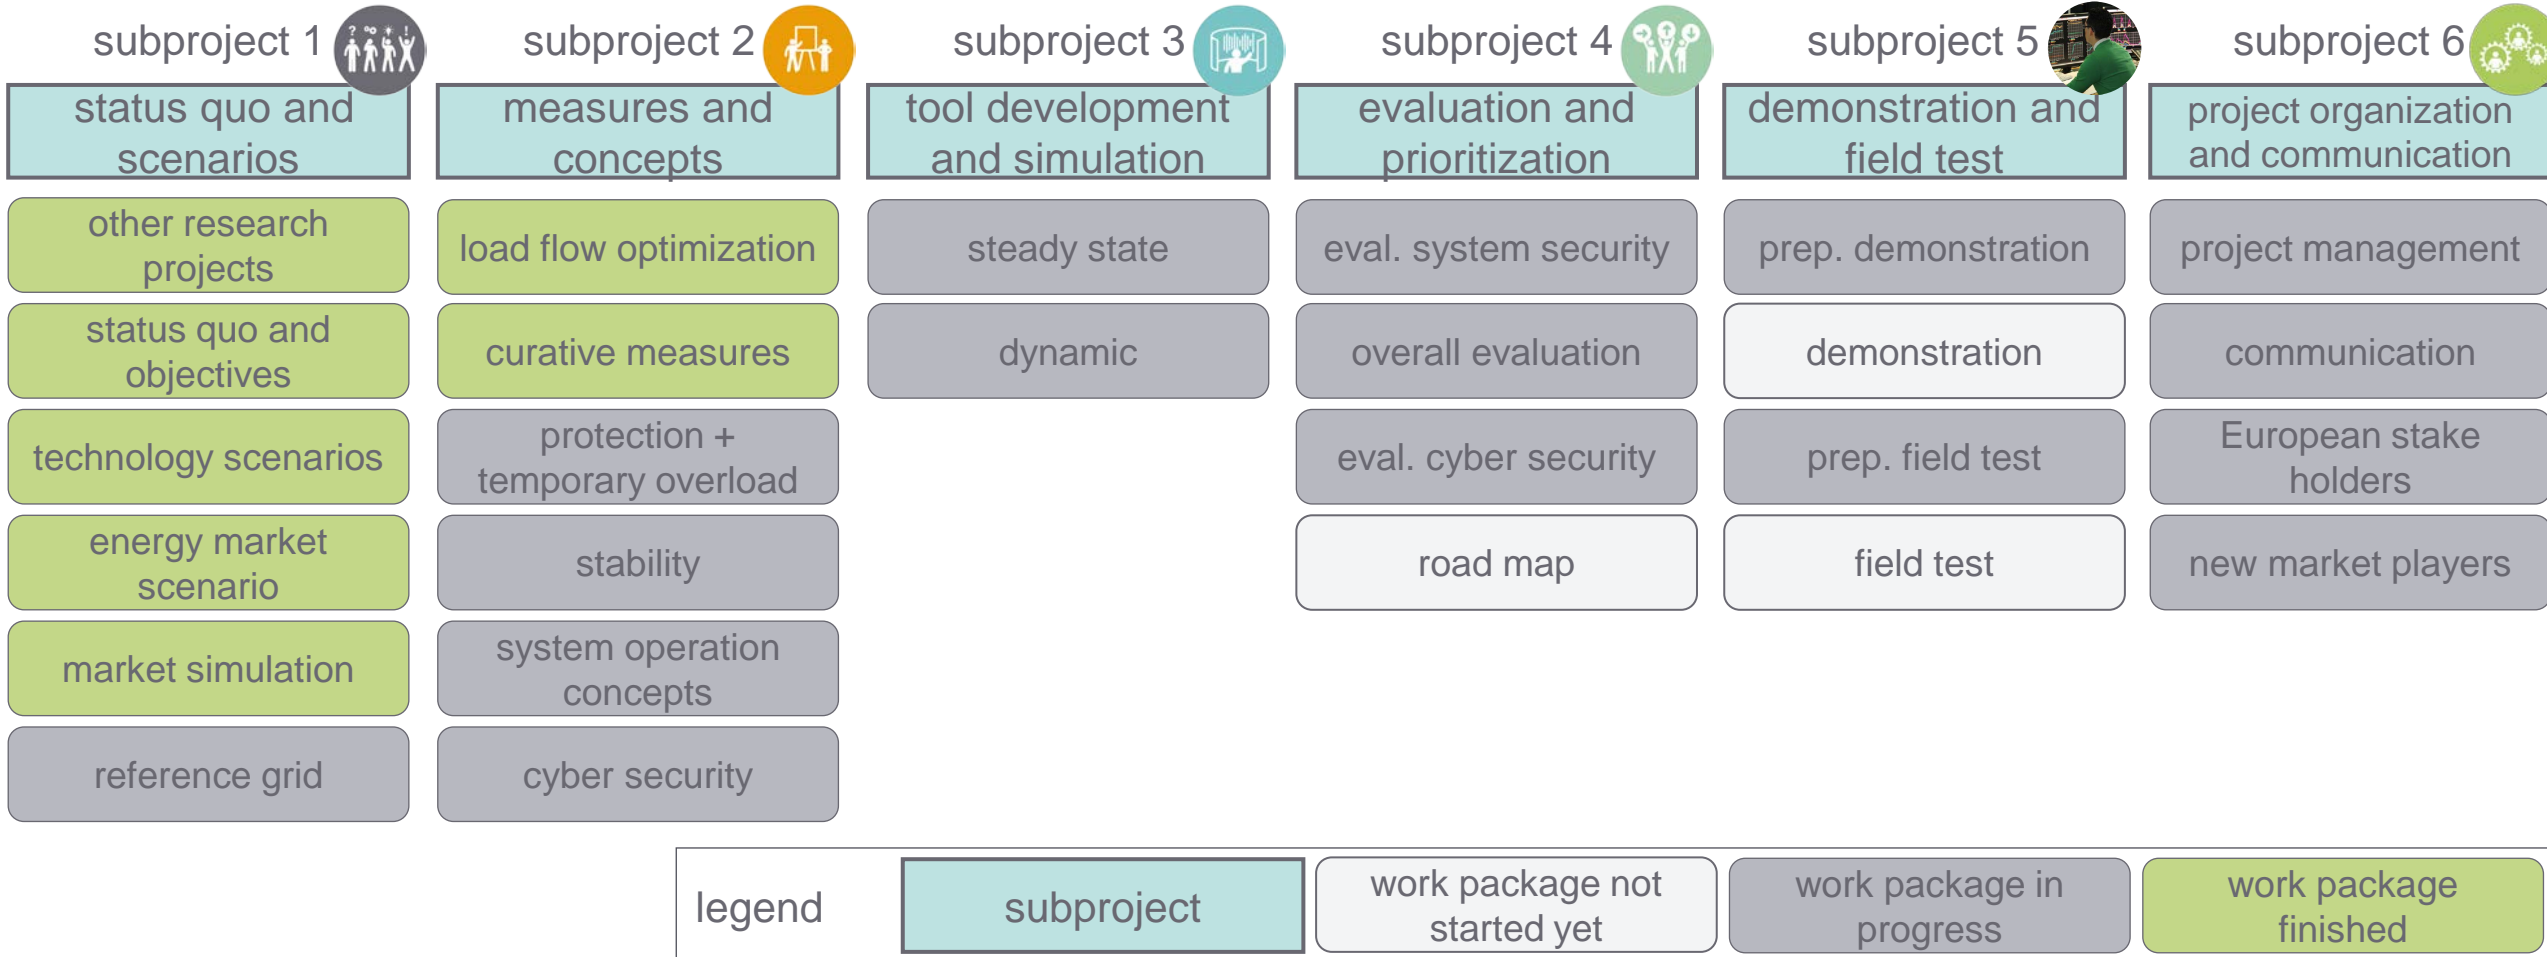 subproject 1
status quo and
scenarios
other research
projects
status quo and
objectives
technology scenarios
energy market
scenario
market simulation
reference grid
subproject 2
measures and
concepts
load flow optimization
curative measures
protection +
temporary overload
stability
system operation
concepts
cyber security
subproject 3
tool development
and simulation
steady state
dynamic
subproject 4
evaluation and
prioritization
eval. system security
overall evaluation
eval. cyber security
road map
subproject 5
demonstration and
field test
prep. demonstration
demonstration
prep. field test
field test
subproject 6
project organization
and communication
project management
communication
European stake
holders
new market players
legend
subproject
work package not
started yet
work package in
progress
work package
finished